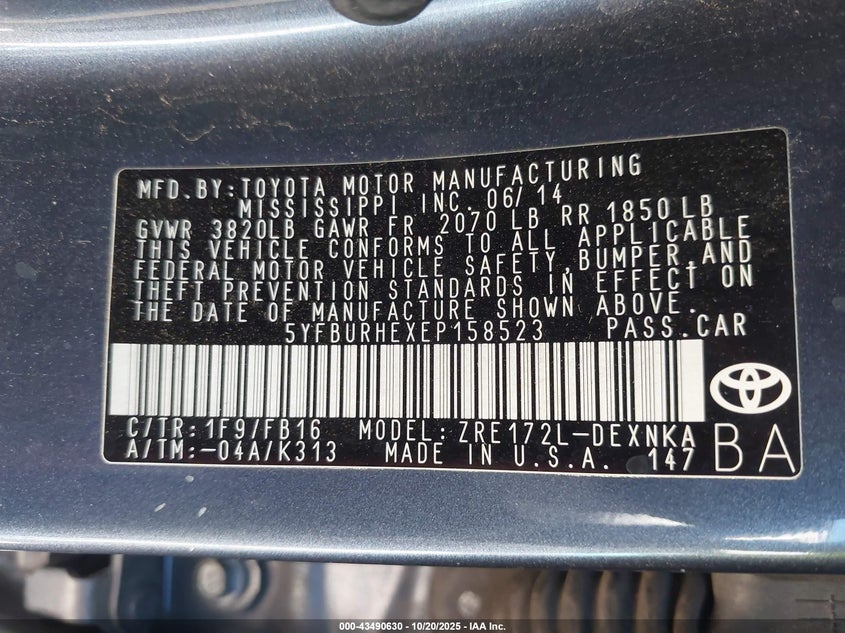 MFD.BY:TOYOTA MOTOR MANUFACTURING
MISSISSIPPI INC. 06/14
GVWR 3820LB GAWR FR 2070 LB RR 1850 LB
THIS VEHICLE CONFORMS TO ALL APPLICABLE
FEDERAL MOTOR VEHICLE SAFETY,BUMPER,AND
THEFT PREVENTION STANDARDS IN EFFECT ON
THE DATE OF MANUFACTURE SHOWN ABOVE.
5YFBURHEXEP158523 PASS.CAR
C/TR:1F9/FB16 MODEL:ZRE172L-DEXNKA
A/TM:-04A/K313 MADE IN U.S.A. 147 BA
000-43490630 - 10/20/2025 - IAA Inc.